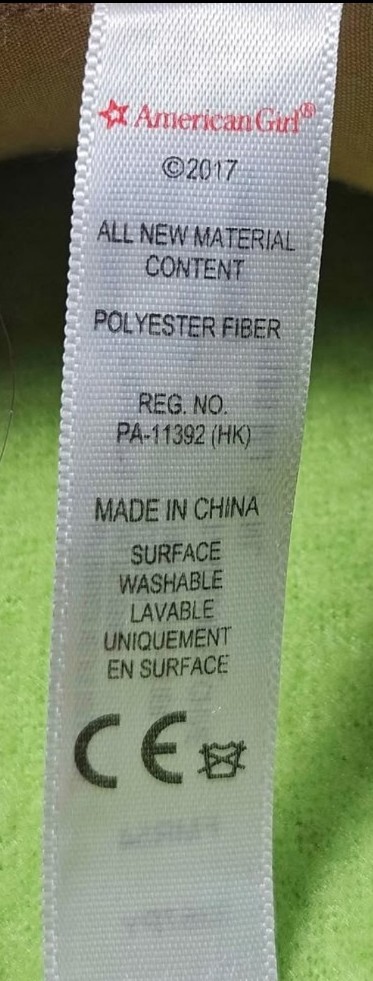 American Girl®
©2017
ALL NEW MATERIAL
CONTENT
POLYESTER FIBER
REG. NO.
PA-11392 (HK)
MADE IN CHINA
SURFACE
WASHABLE
LAVABLE
UNIQUEMENT
EN SURFACE
CE